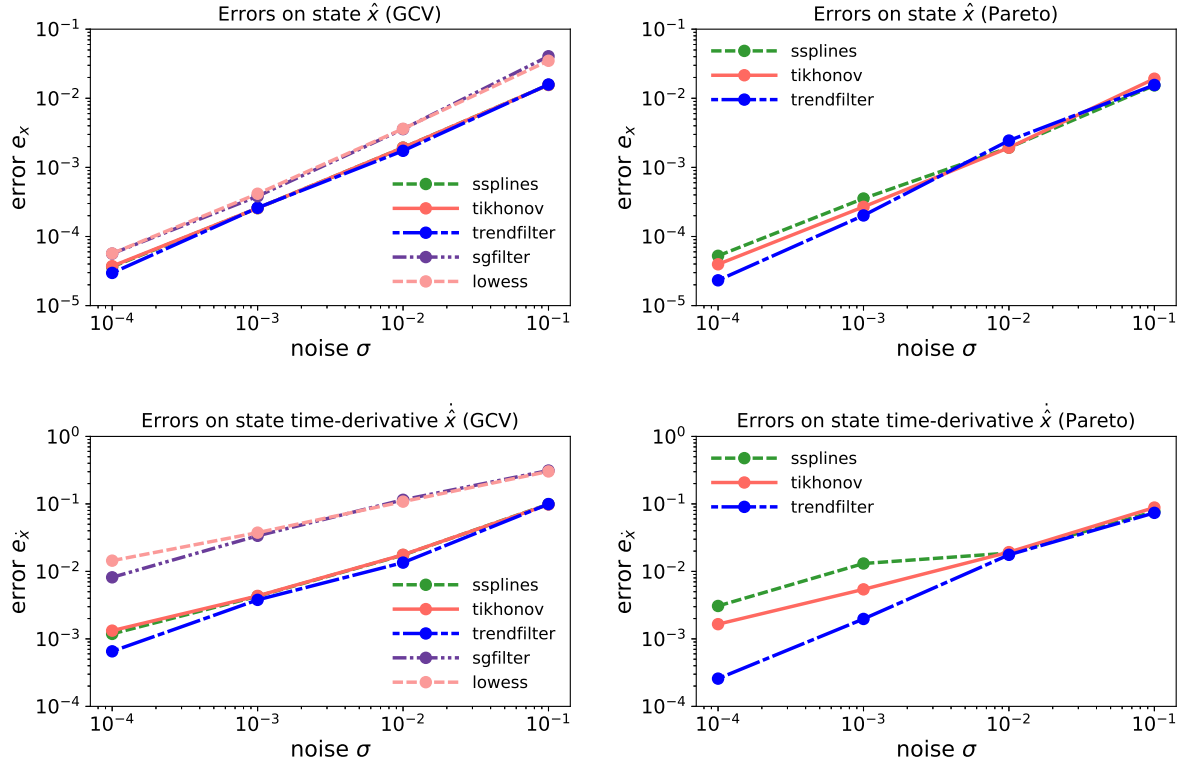 Errors on state x̂ (GCV)
error eₓ
10⁻¹
10⁻²
10⁻³
10⁻⁴
10⁻⁵
ssplines
tikhonov
trendfilter
sgfilter
lowess
10⁻⁴ 10⁻³ 10⁻² 10⁻¹
noise σ
Errors on state x̂ (Pareto)
error eₓ
10⁻¹
10⁻²
10⁻³
10⁻⁴
10⁻⁵
ssplines
tikhonov
trendfilter
10⁻⁴ 10⁻³ 10⁻² 10⁻¹
noise σ
Errors on state time-derivative x̂̇ (GCV)
error e_ẋ
10⁰
10⁻¹
10⁻²
10⁻³
10⁻⁴
ssplines
tikhonov
trendfilter
sgfilter
lowess
10⁻⁴ 10⁻³ 10⁻² 10⁻¹
noise σ
Errors on state time-derivative x̂̇ (Pareto)
error e_ẋ
10⁰
10⁻¹
10⁻²
10⁻³
10⁻⁴
ssplines
tikhonov
trendfilter
10⁻⁴ 10⁻³ 10⁻² 10⁻¹
noise σ